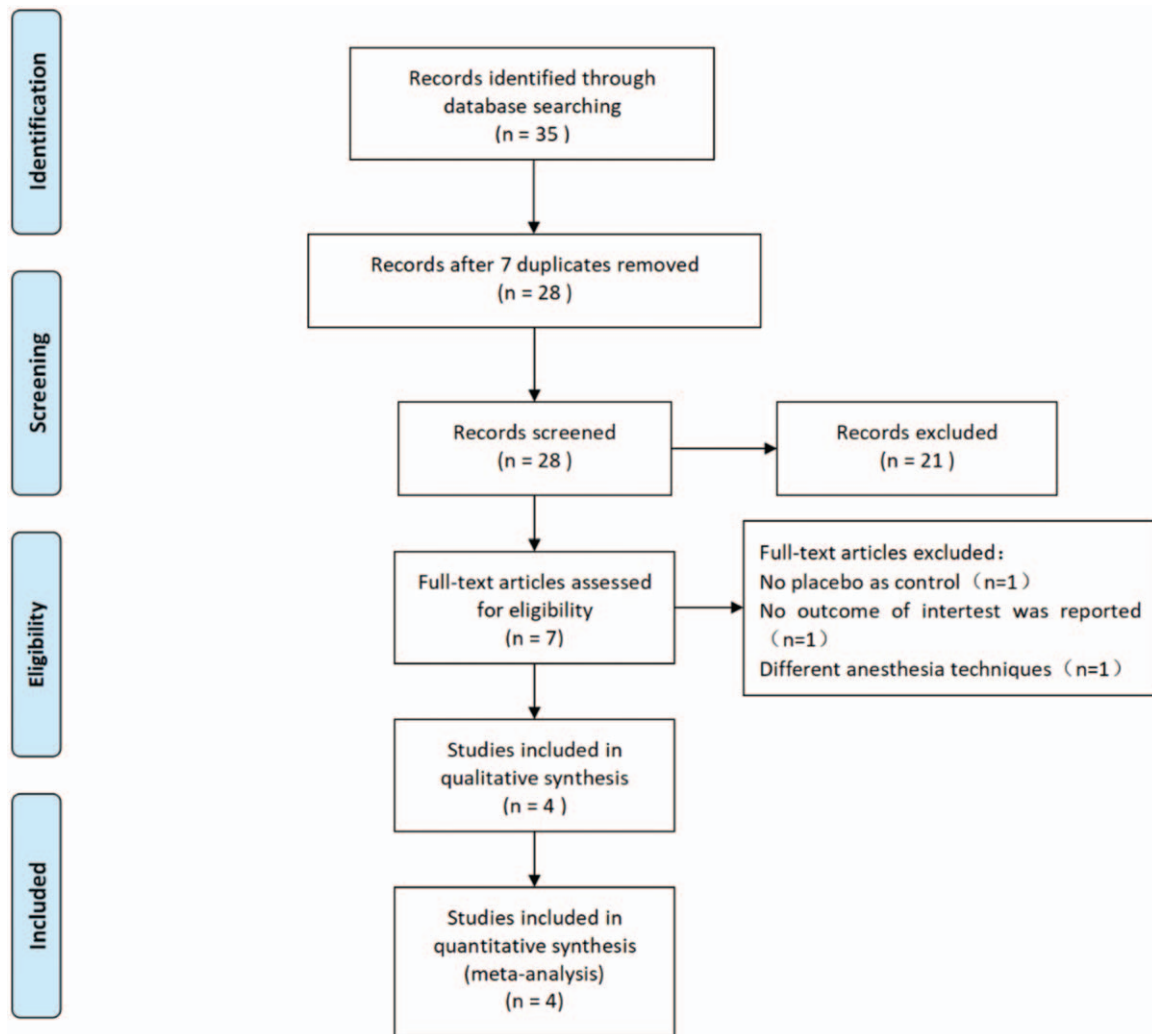 Identification
Records identified through
database searching
(n = 35 )
Records after 7 duplicates removed
(n = 28 )
Screening
Records screened
(n = 28 )
Records excluded
(n = 21 )
Eligibility
Full-text articles assessed
for eligibility
(n = 7)
Full-text articles excluded：
No placebo as control（n=1）
No outcome of intertest was reported
（n=1）
Different anesthesia techniques（n=1）
Studies included in
qualitative synthesis
(n = 4 )
Included
Studies included in
quantitative synthesis
(meta-analysis)
(n = 4)